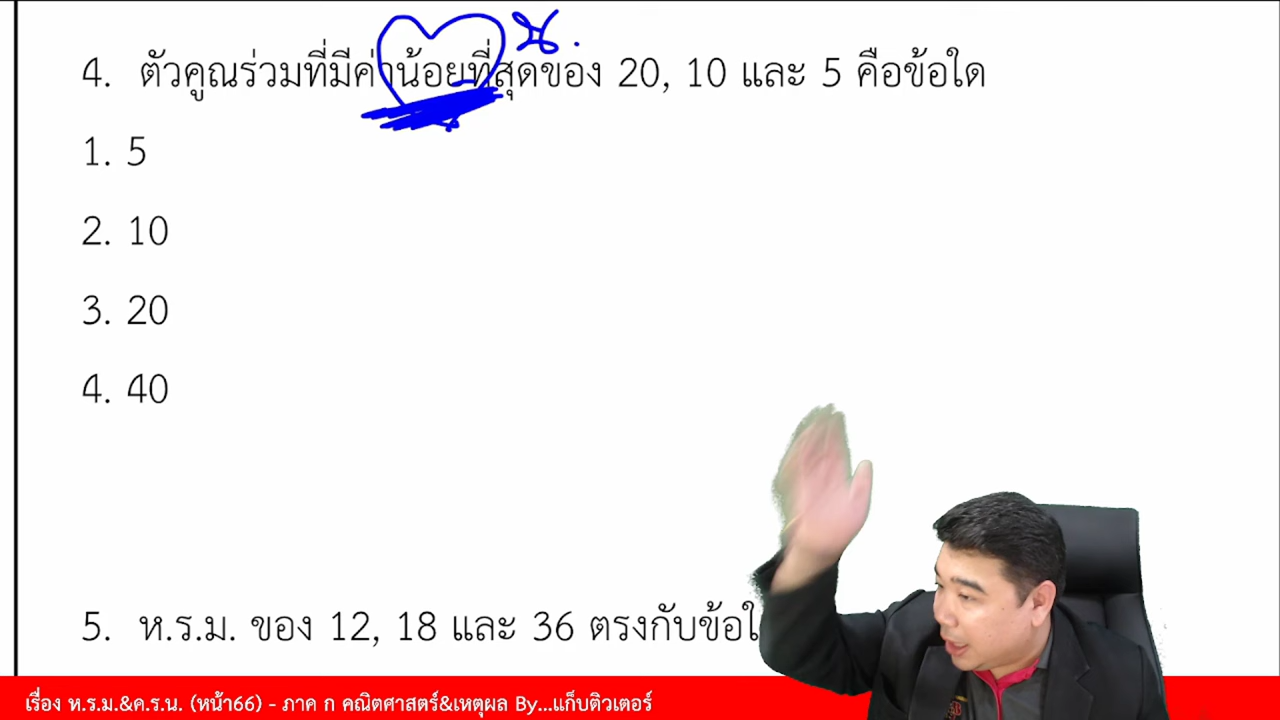 น.
4. ตัวคูณร่วมที่มีค่าน้อยที่สุดของ 20, 10 และ 5 คือข้อใด
1. 5
2. 10
3. 20
4. 40
5. ห.ร.ม. ของ 12, 18 และ 36 ตรงกับข้อใ
เรื่อง ห.ร.ม.&ค.ร.น. (หน้า66) - ภาค ก คณิตศาสตร์&เหตุผล By...แก็บติวเตอร์